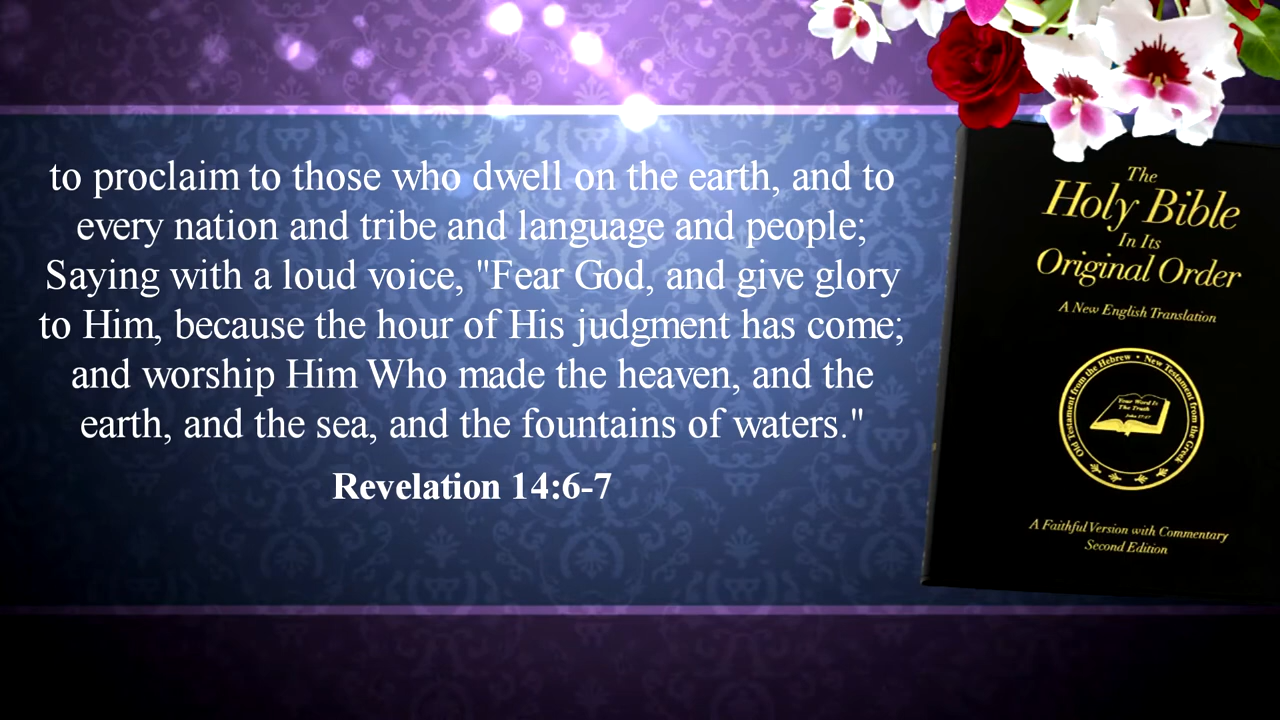 to proclaim to those who dwell on the earth, and to
every nation and tribe and language and people;
Saying with a loud voice, "Fear God, and give glory
to Him, because the hour of His judgment has come;
and worship Him Who made the heaven, and the
earth, and the sea, and the fountains of waters."
Revelation 14:6-7
The
Holy Bible
In Its
Original Order
A New English Translation
Old Testament from the Hebrew • New Testament from the Greek
Your Word Is
The Truth
John 17:17
A Faithful Version with Commentary
Second Edition